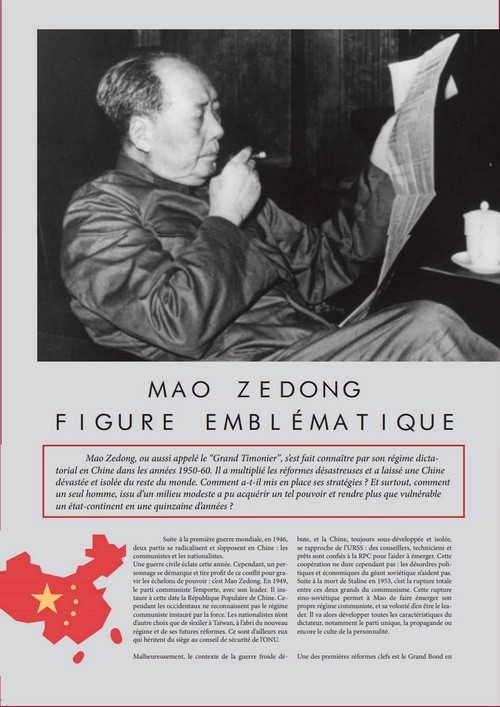 MAO ZEDONG
FIGURE EMBLÉMATIQUE
Mao Zedong, ou aussi appelé le “Grand Timonier”, s’est fait connaître par son régime dicta-
torial en Chine dans les années 1950-60. Il a multiplié les réformes désastreuses et a laissé une Chine
dévastée et isolée du reste du monde. Comment a-t-il mis en place ses stratégies ? Et surtout, comment
un seul homme, issu d’un milieu modeste a pu acquérir un tel pouvoir et rendre plus que vulnérable
un état-continent en une quinzaine d’années ?
Suite à la première guerre mondiale, en 1946,
deux partis se radicalisent et s’opposent en Chine : les
communistes et les nationalistes.
Une guerre civile éclate cette année. Cependant, un per-
sonnage se démarque et tire profit de ce conflit pour gra-
vir les échelons de pouvoir : c’est Mao Zedong. En 1949,
le parti communiste l’emporte, avec son leader. Il ins-
taure à cette date la République Populaire de Chine. Ce-
pendant les occidentaux ne reconnaissent pas le régime
communiste instauré par la force. Les nationalistes n’ont
d’autre choix que de s’exiler à Taïwan, à l’abri du nouveau
régime et de ses futures réformes. Ce sont d’ailleurs eux
qui héritent du siège au conseil de sécurité de l’ONU.
Malheureusement, le contexte de la guerre froide dé-
bute, et la Chine, toujours sous-développée et isolée,
se rapproche de l’URSS : des conseillers, techniciens et
prêts sont confiés à la RPC pour l’aider à émerger. Cette
coopération ne dure cependant pas : les désordres poli-
tiques et économiques du géant soviétique n’aident pas.
Suite à la mort de Staline en 1953, c’est la rupture totale
entre ces deux grands du communisme. Cette rupture
sino-soviétique permet à Mao de faire émerger son
propre régime communiste, et sa volonté d’en être le lea-
der. Il va alors développer toutes les caractéristiques du
dictateur, notamment le parti unique, la propagande ou
encore le culte de la personnalité.
Une des premières réformes clefs est le Grand Bond en